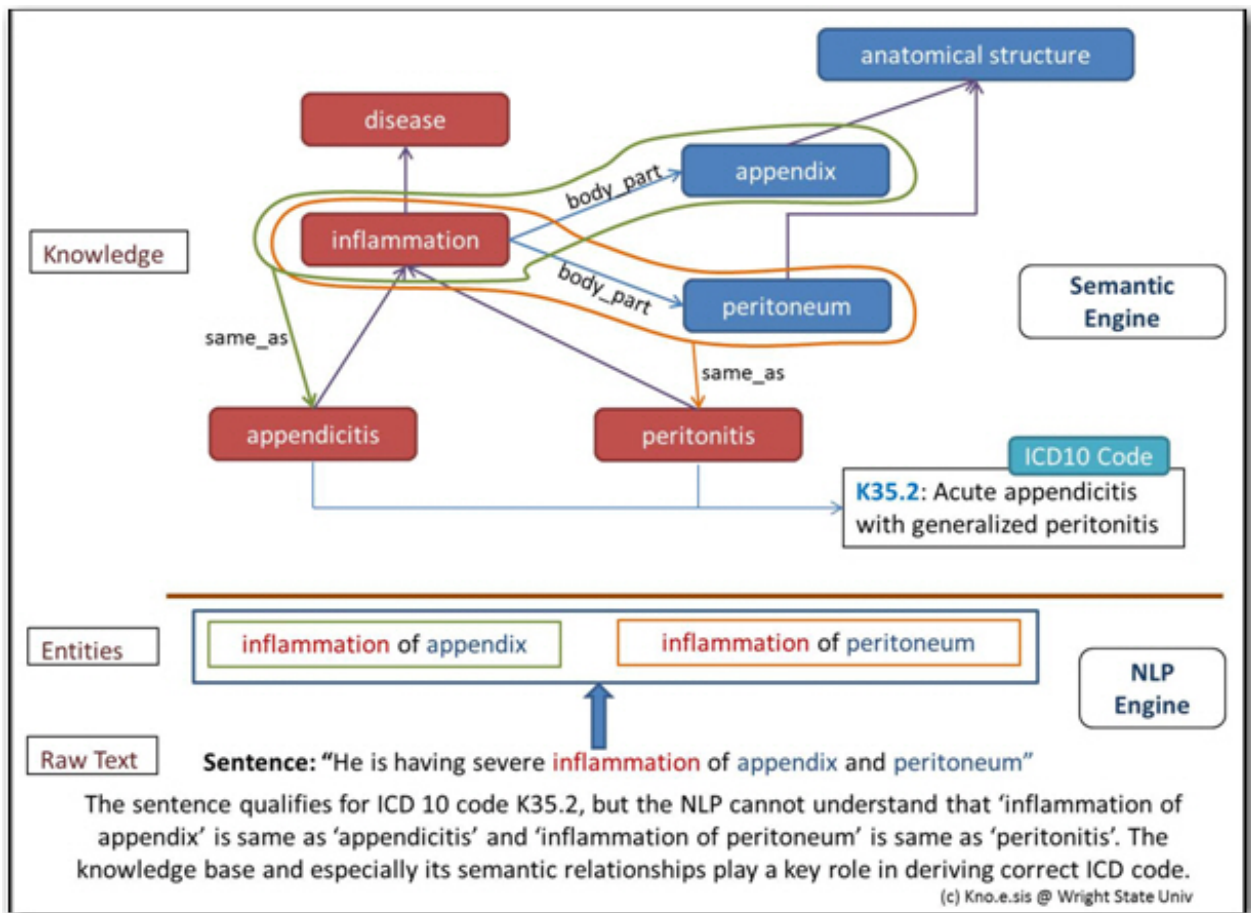 anatomical structure
disease
appendix
body_part
inflammation
Knowledge
body_part
peritoneum
Semantic
Engine
same_as
same_as
appendicitis
peritonitis
ICD10 Code
K35.2: Acute appendicitis
with generalized peritonitis
Entities
inflammation of appendix
inflammation of peritoneum
NLP
Engine
Raw Text
Sentence: “He is having severe inflammation of appendix and peritoneum”
The sentence qualifies for ICD 10 code K35.2, but the NLP cannot understand that ‘inflammation of
appendix’ is same as ‘appendicitis’ and ‘inflammation of peritoneum’ is same as ‘peritonitis’. The
knowledge base and especially its semantic relationships play a key role in deriving correct ICD code.
(c) Kno.e.sis @ Wright State Univ